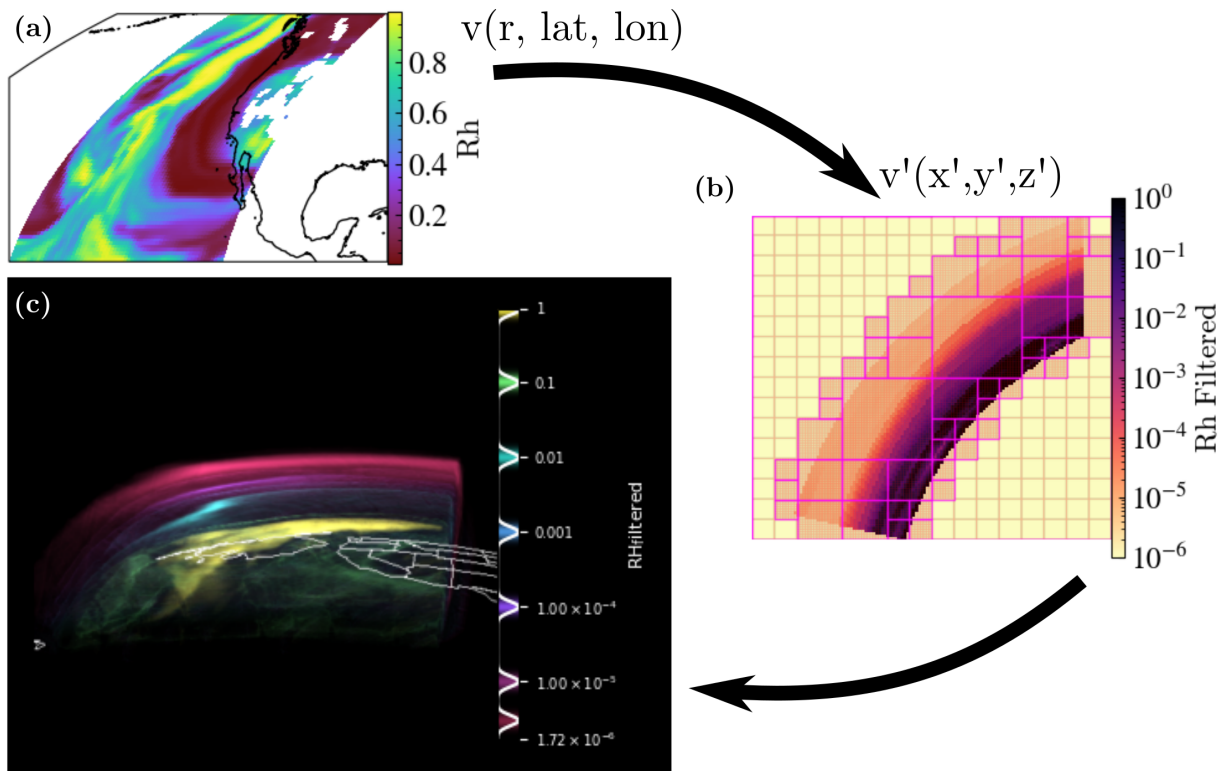 (a)
v(r, lat, lon)
0.8
0.6
0.4
0.2
Rh
v'(x',y',z')
(b)
10⁰
10⁻¹
10⁻²
10⁻³
10⁻⁴
10⁻⁵
10⁻⁶
Rh Filtered
(c)
1
0.1
0.01
0.001
1.00 × 10⁻⁴
1.00 × 10⁻⁵
1.72 × 10⁻⁶
RHfiltered